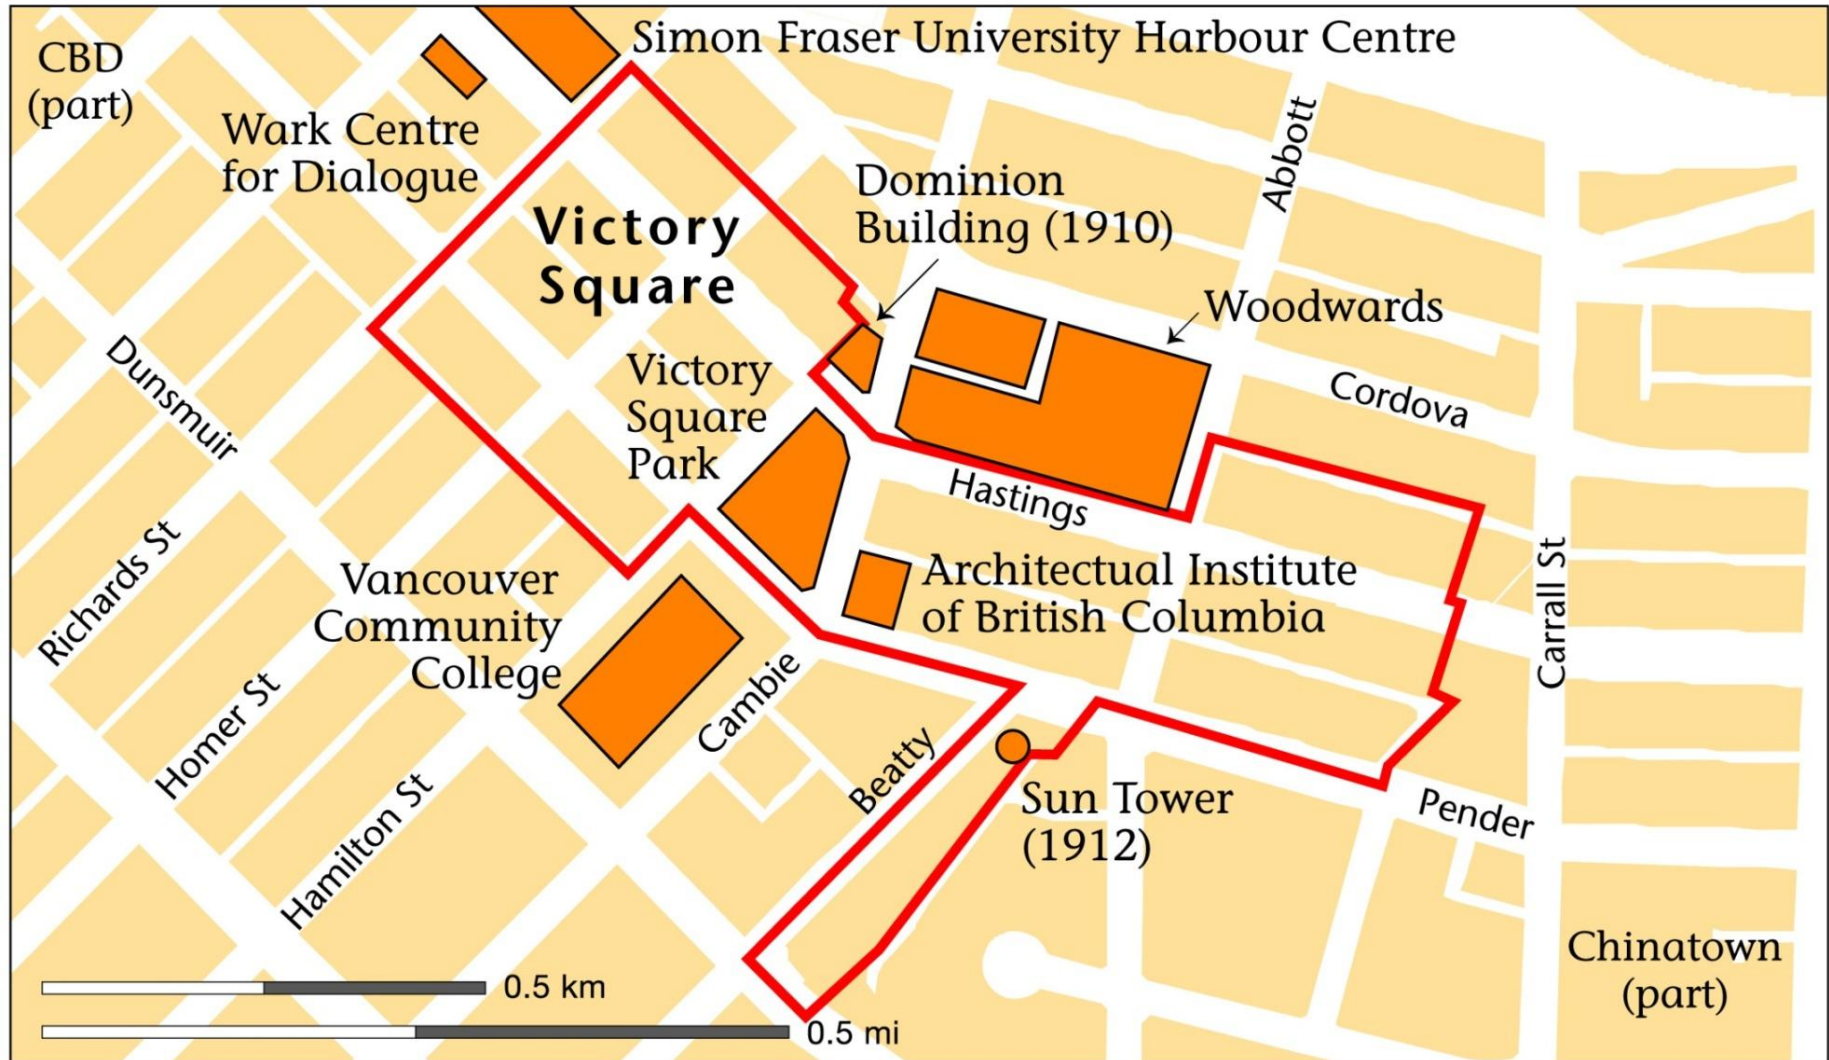 CBD
(part)
Simon Fraser University Harbour Centre
Wark Centre
for Dialogue
Abbott
Dominion
Building (1910)
Victory
Square
Woodwards
Dunsmuir
Victory
Square
Park
Cordova
Hastings
Richards St
Vancouver
Community
College
Architectual Institute
of British Columbia
Carrall St
Homer St
Cambie
Hamilton St
Beatty
Sun Tower
(1912)
Pender
Chinatown
(part)
0.5 km
0.5 mi